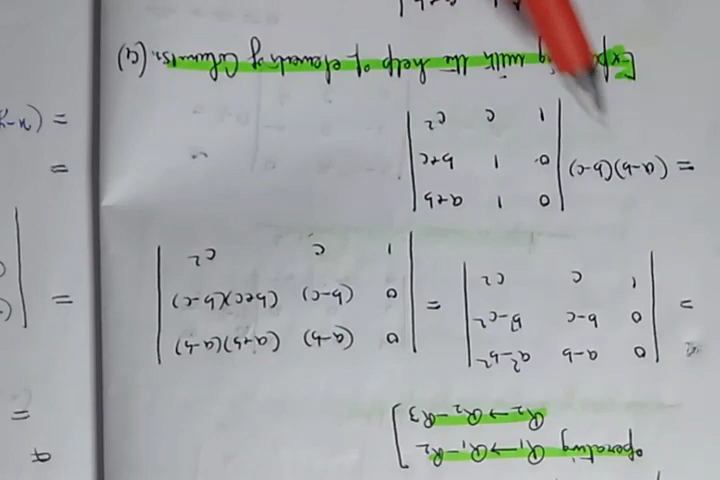 operating R₁→R₁-R₂
R₂→R₂-R₃
= | 0 a-b a²-b² | = | 0 (a-b) (a+b)(a-b) |
| 0 b-c b²-c² | | 0 (b-c) (b+c)(b-c) |
| 1 c c² | | 1 c c² |
= (a-b)(b-c) | 0 1 a+b |
| 0 1 b+c |
| 1 c c² |
with the help of elements of Column
=
=
=